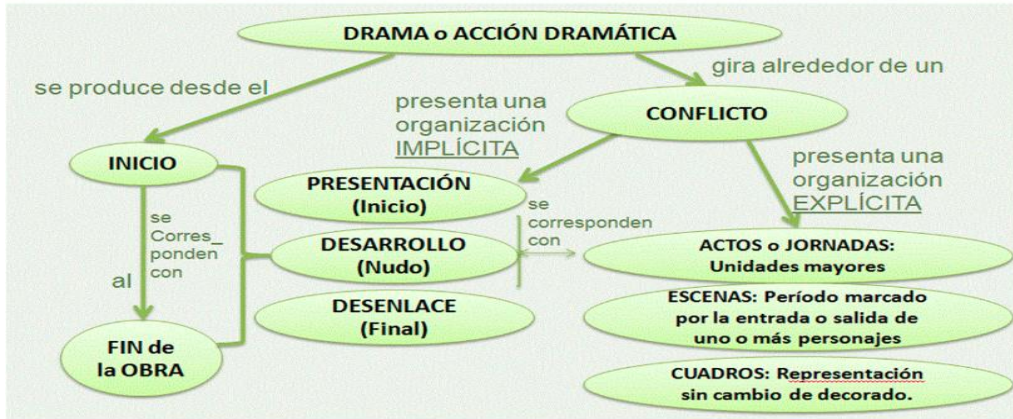 DRAMA o ACCIÓN DRAMÁTICA
se produce desde el
gira alrededor de un
CONFLICTO
presenta una
organización
IMPLÍCITA
presenta una
organización
EXPLÍCITA
INICIO
se
Corres_
ponden
con
al
FIN de
la OBRA
PRESENTACIÓN
(Inicio)
DESARROLLO
(Nudo)
DESENLACE
(Final)
se
corresponden
con
ACTOS o JORNADAS:
Unidades mayores
ESCENAS: Período marcado
por la entrada o salida de
uno o más personajes
CUADROS: Representación
sin cambio de decorado.